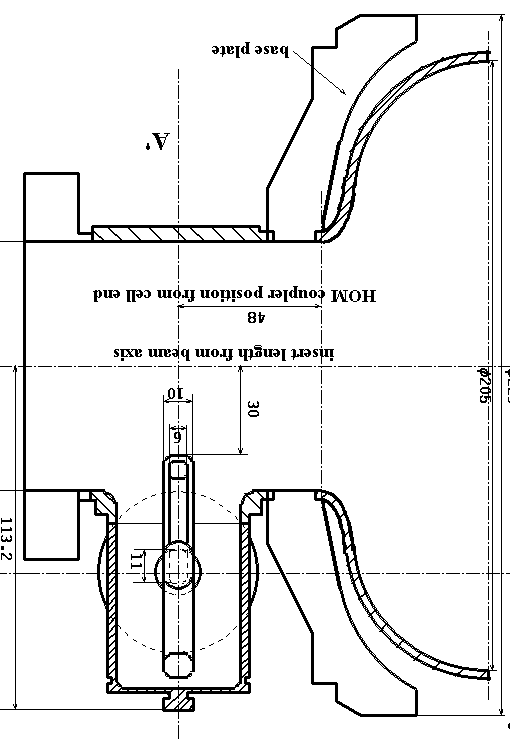 base plate
A'
HOM coupler position from cell end
48
insert length from beam axis
10
30
6
11
113.2
φ205